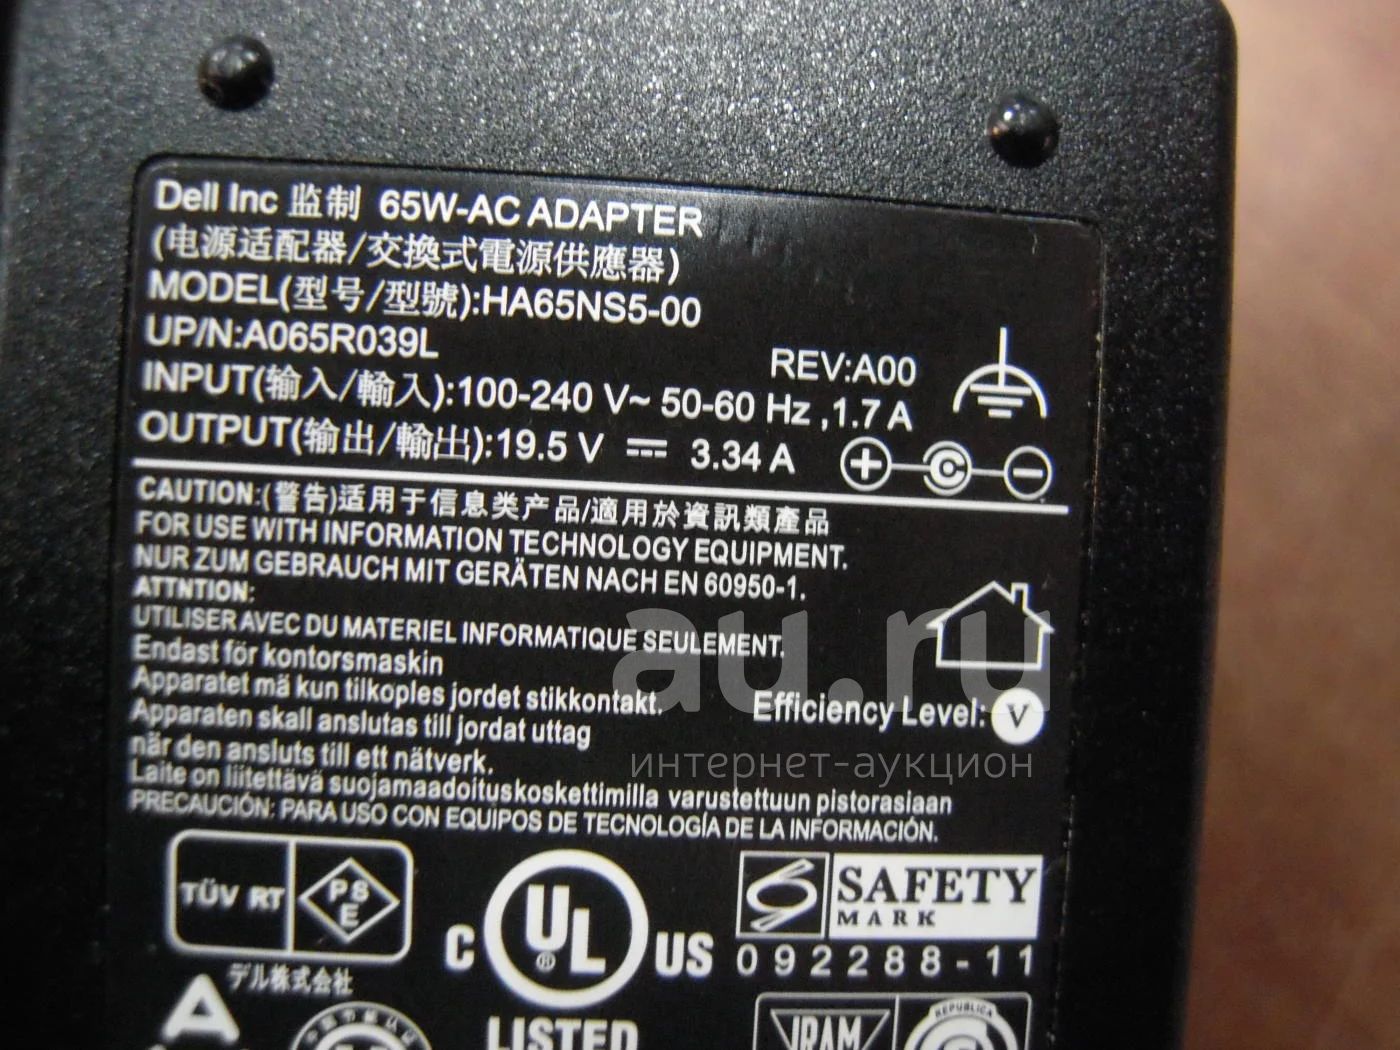 Dell Inc 监制 65W-AC ADAPTER
(电源适配器/交換式電源供應器)
MODEL(型号/型號):HA65NS5-00
UP/N:A065R039L
REV:A00
INPUT(输入/輸入):100-240 V~ 50-60 Hz ,1.7 A
OUTPUT(输出/輸出):19.5 V ⎓ 3.34 A
CAUTION:(警告)适用于信息类产品/適用於資訊類產品
FOR USE WITH INFORMATION TECHNOLOGY EQUIPMENT.
NUR ZUM GEBRAUCH MIT GERÄTEN NACH EN 60950-1.
ATTNTION:
UTILISER AVEC DU MATERIEL INFORMATIQUE SEULEMENT.
Endast för kontorsmaskin
Apparatet mä kun tilkoples jordet stikkontakt.
Apparaten skall anslutas till jordat uttag
när den ansluts till ett nätverk.
Efficiency Level: V
Laite on liitettävä suojamaadoituskoskettimilla varustettuun pistorasiaan
PRECAUCIÓN: PARA USO CON EQUIPOS DE TECNOLOGÍA DE LA INFORMACIÓN.
au.ru
интернет-аукцион
TÜV RT
PS
E
デル株式会社
C UL® US
LISTED
SAFETY
MARK
092288-11
IRAM
REPUBLICA